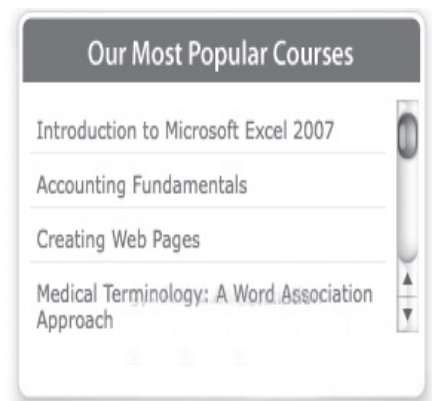 Our Most Popular Courses
Introduction to Microsoft Excel 2007
Accounting Fundamentals
Creating Web Pages
Medical Terminology: A Word Association
Approach